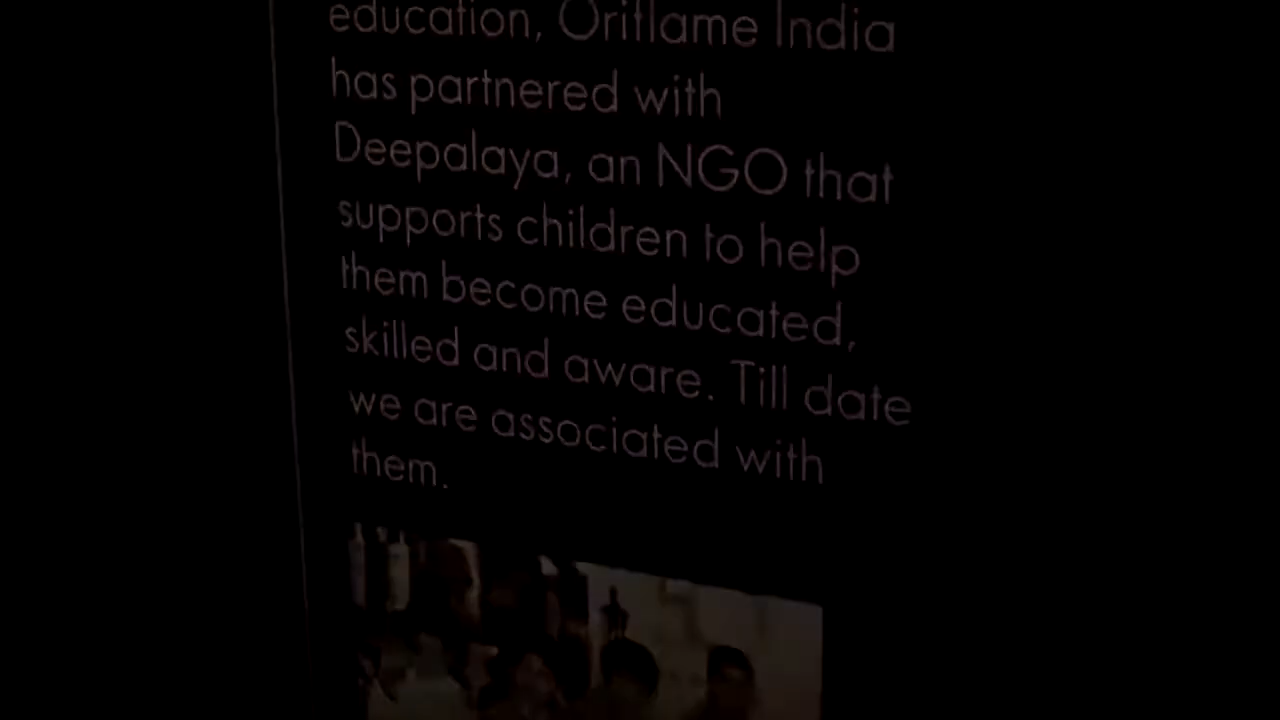 education, Oriflame India
has partnered with
Deepalaya, an NGO that
supports children to help
them become educated,
skilled and aware. Till date
we are associated with
them.